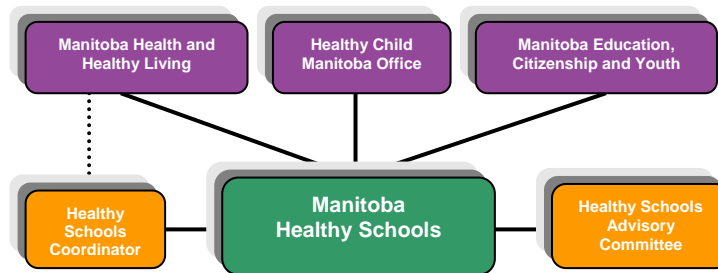 Manitoba Health and
Healthy Living
Healthy Child
Manitoba Office
Manitoba Education,
Citizenship and Youth
Healthy
Schools
Coordinator
Manitoba
Healthy Schools
Healthy Schools
Advisory
Committee